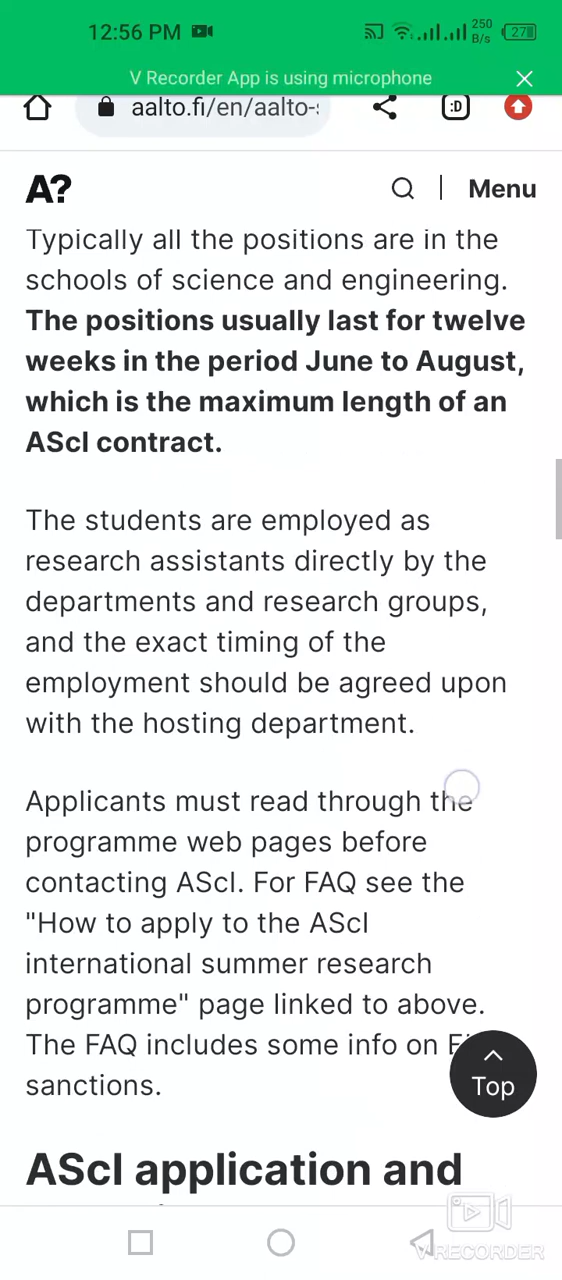 12:56 PM
250
B/s
27
V Recorder App is using microphone
aalto.fi/en/aalto-
:D
A?
Menu
Typically all the positions are in the
schools of science and engineering.
The positions usually last for twelve
weeks in the period June to August,
which is the maximum length of an
AScI contract.
The students are employed as
research assistants directly by the
departments and research groups,
and the exact timing of the
employment should be agreed upon
with the hosting department.
Applicants must read through the
programme web pages before
contacting AScI. For FAQ see the
"How to apply to the AScI
international summer research
programme" page linked to above.
The FAQ includes some info on
sanctions.
Top
AScI application and
V RECORDER